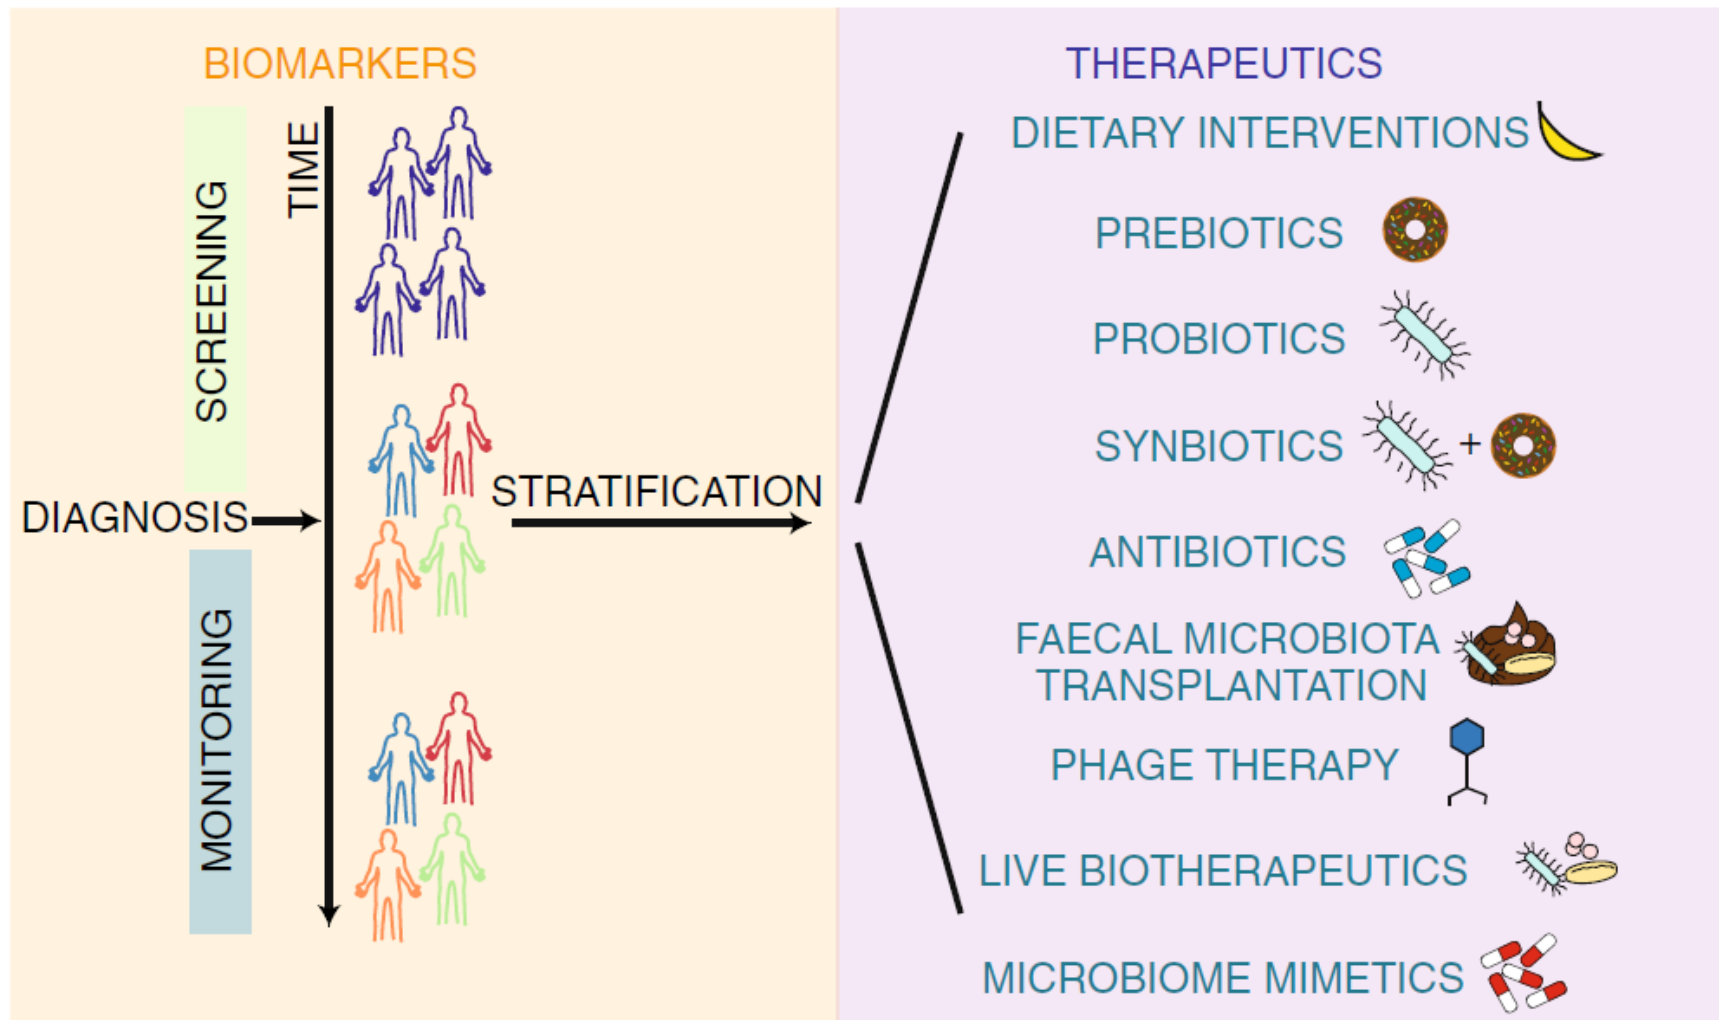 BIOMARKERS
TIME
SCREENING
DIAGNOSIS
STRATIFICATION
MONITORING
THERAPEUTICS
DIETARY INTERVENTIONS
PREBIOTICS
PROBIOTICS
SYNBIOTICS +
ANTIBIOTICS
FAECAL MICROBIOTA
TRANSPLANTATION
PHAGE THERAPY
LIVE BIOTHERAPEUTICS
MICROBIOME MIMETICS